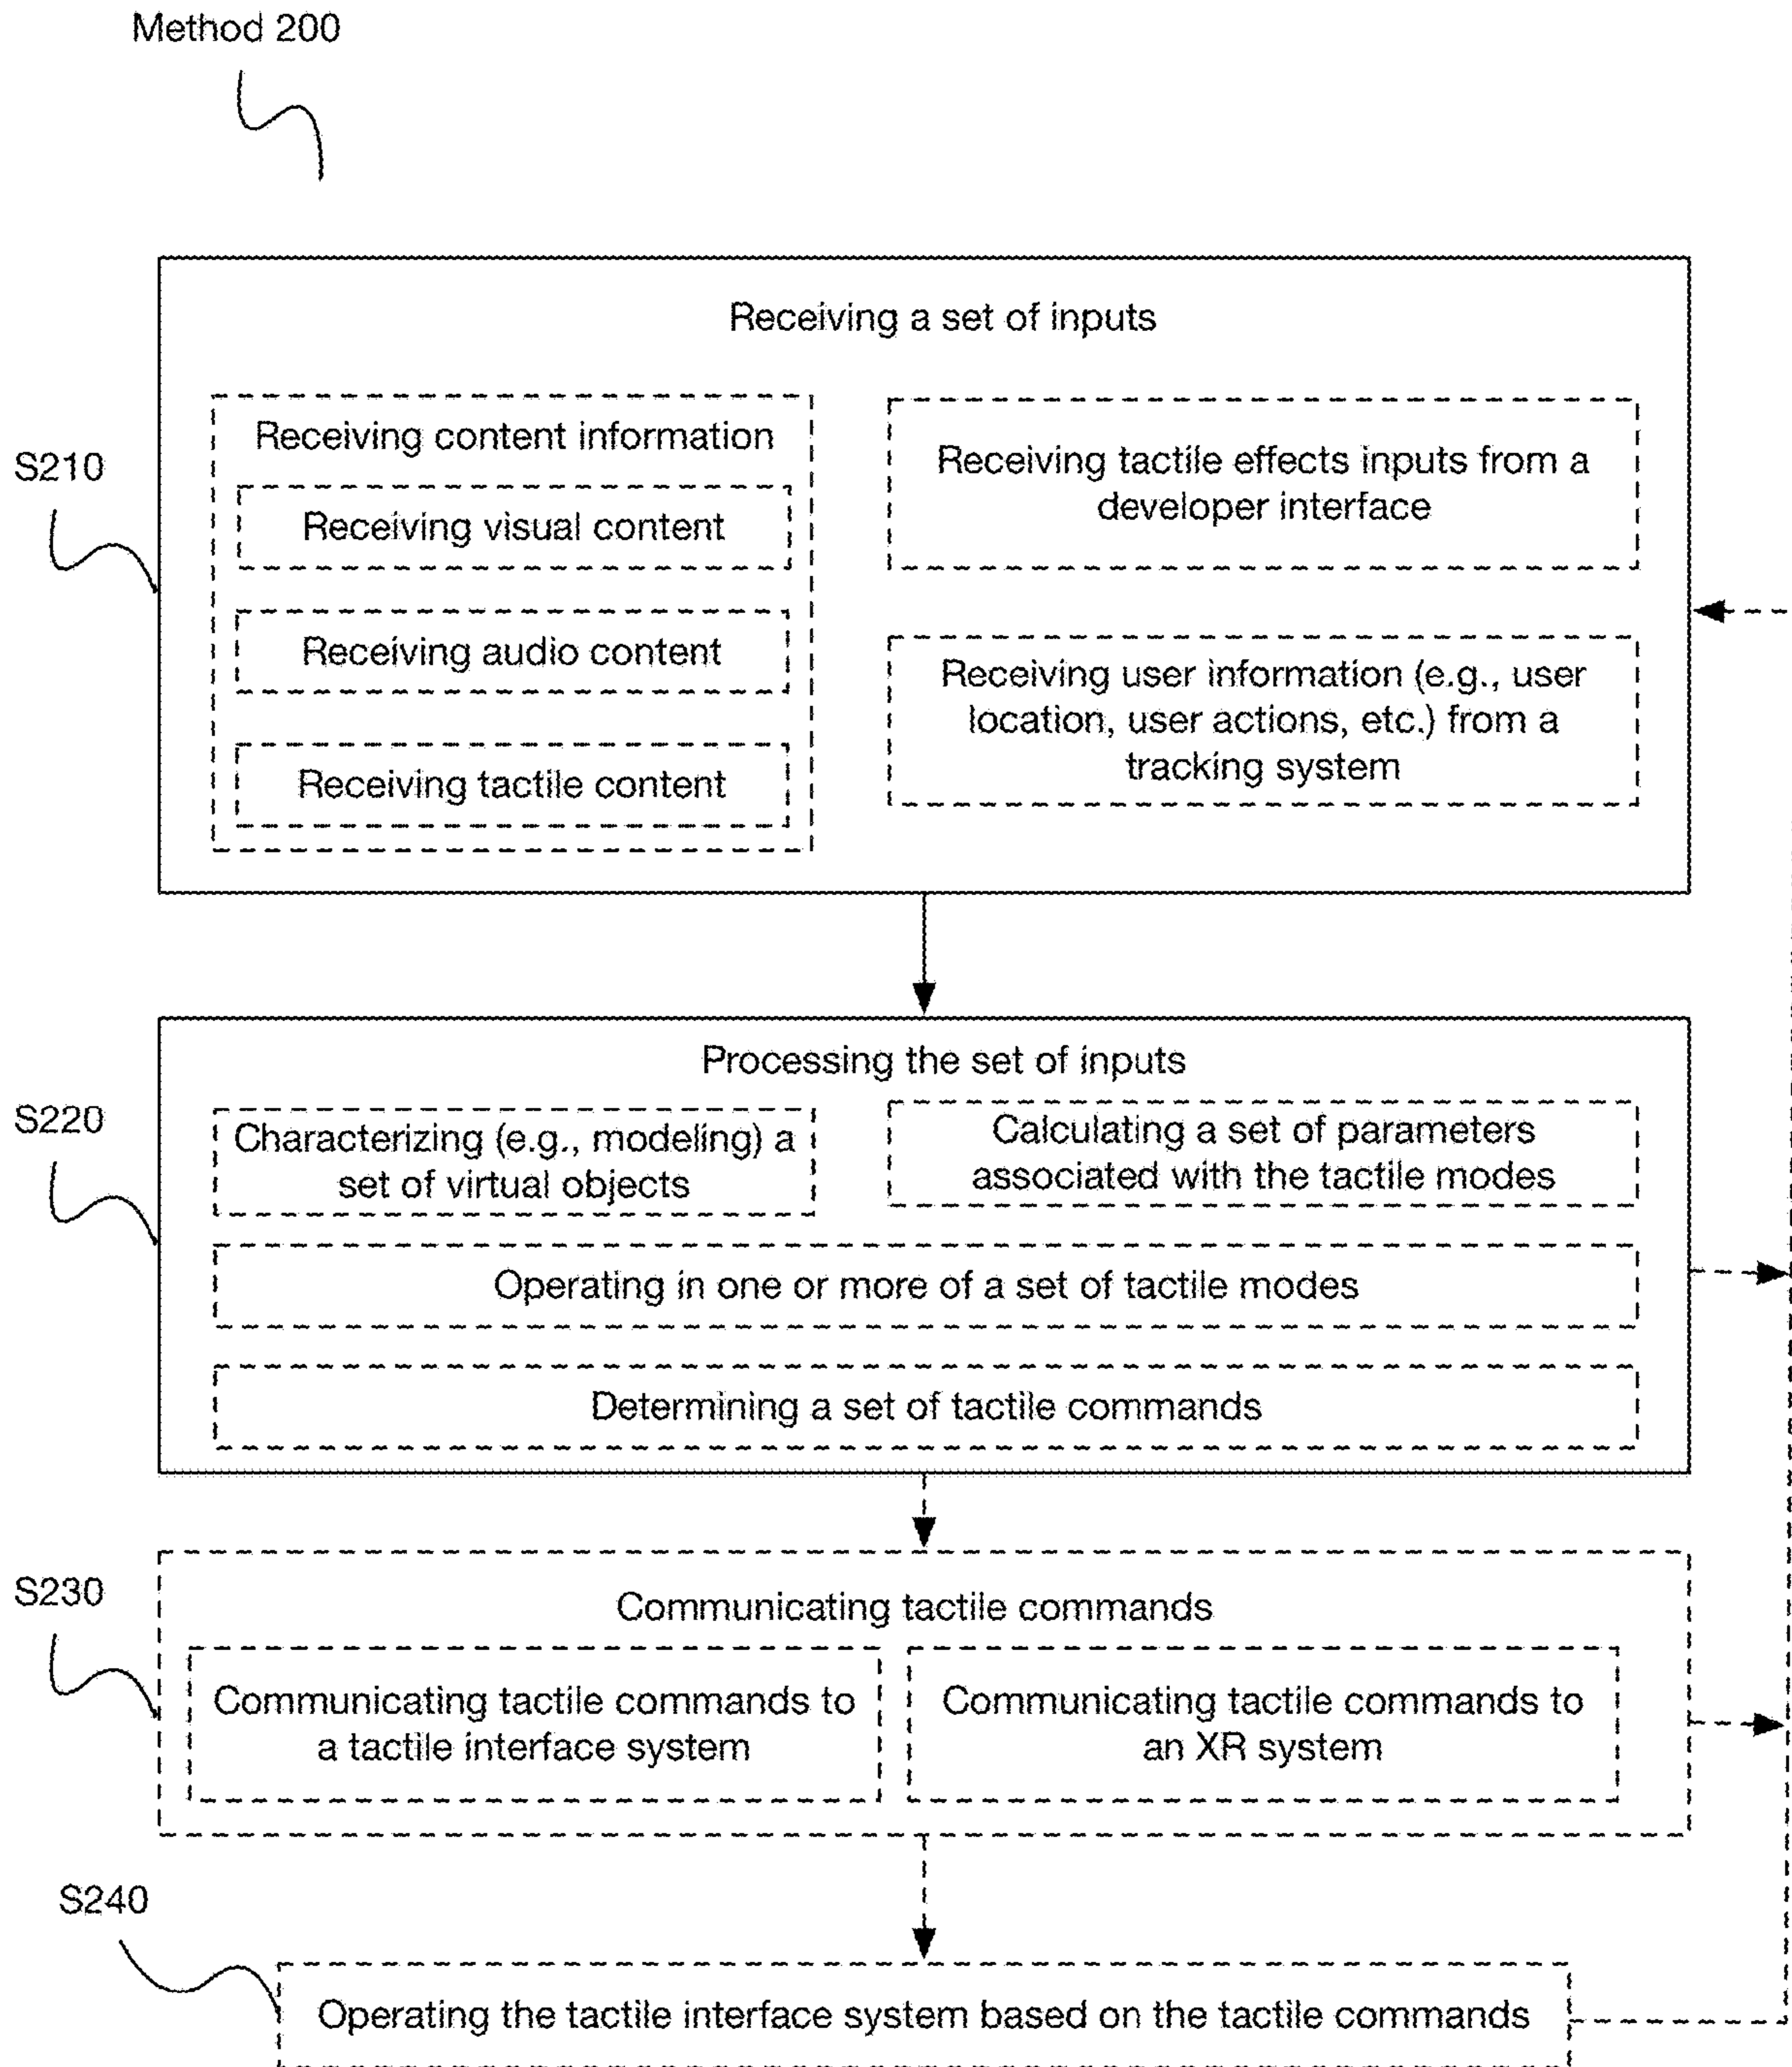 Method 200
Receiving a set of inputs
S210
Receiving content information
Receiving visual content
Receiving audio content
Receiving tactile content
Receiving tactile effects inputs from a
developer interface
Receiving user information (e.g., user
location, user actions, etc.) from a
tracking system
Processing the set of inputs
S220
Characterizing (e.g., modeling) a
set of virtual objects
Calculating a set of parameters
associated with the tactile modes
Operating in one or more of a set of tactile modes
Determining a set of tactile commands
S230
Communicating tactile commands
Communicating tactile commands to
a tactile interface system
Communicating tactile commands to
an XR system
S240
Operating the tactile interface system based on the tactile commands